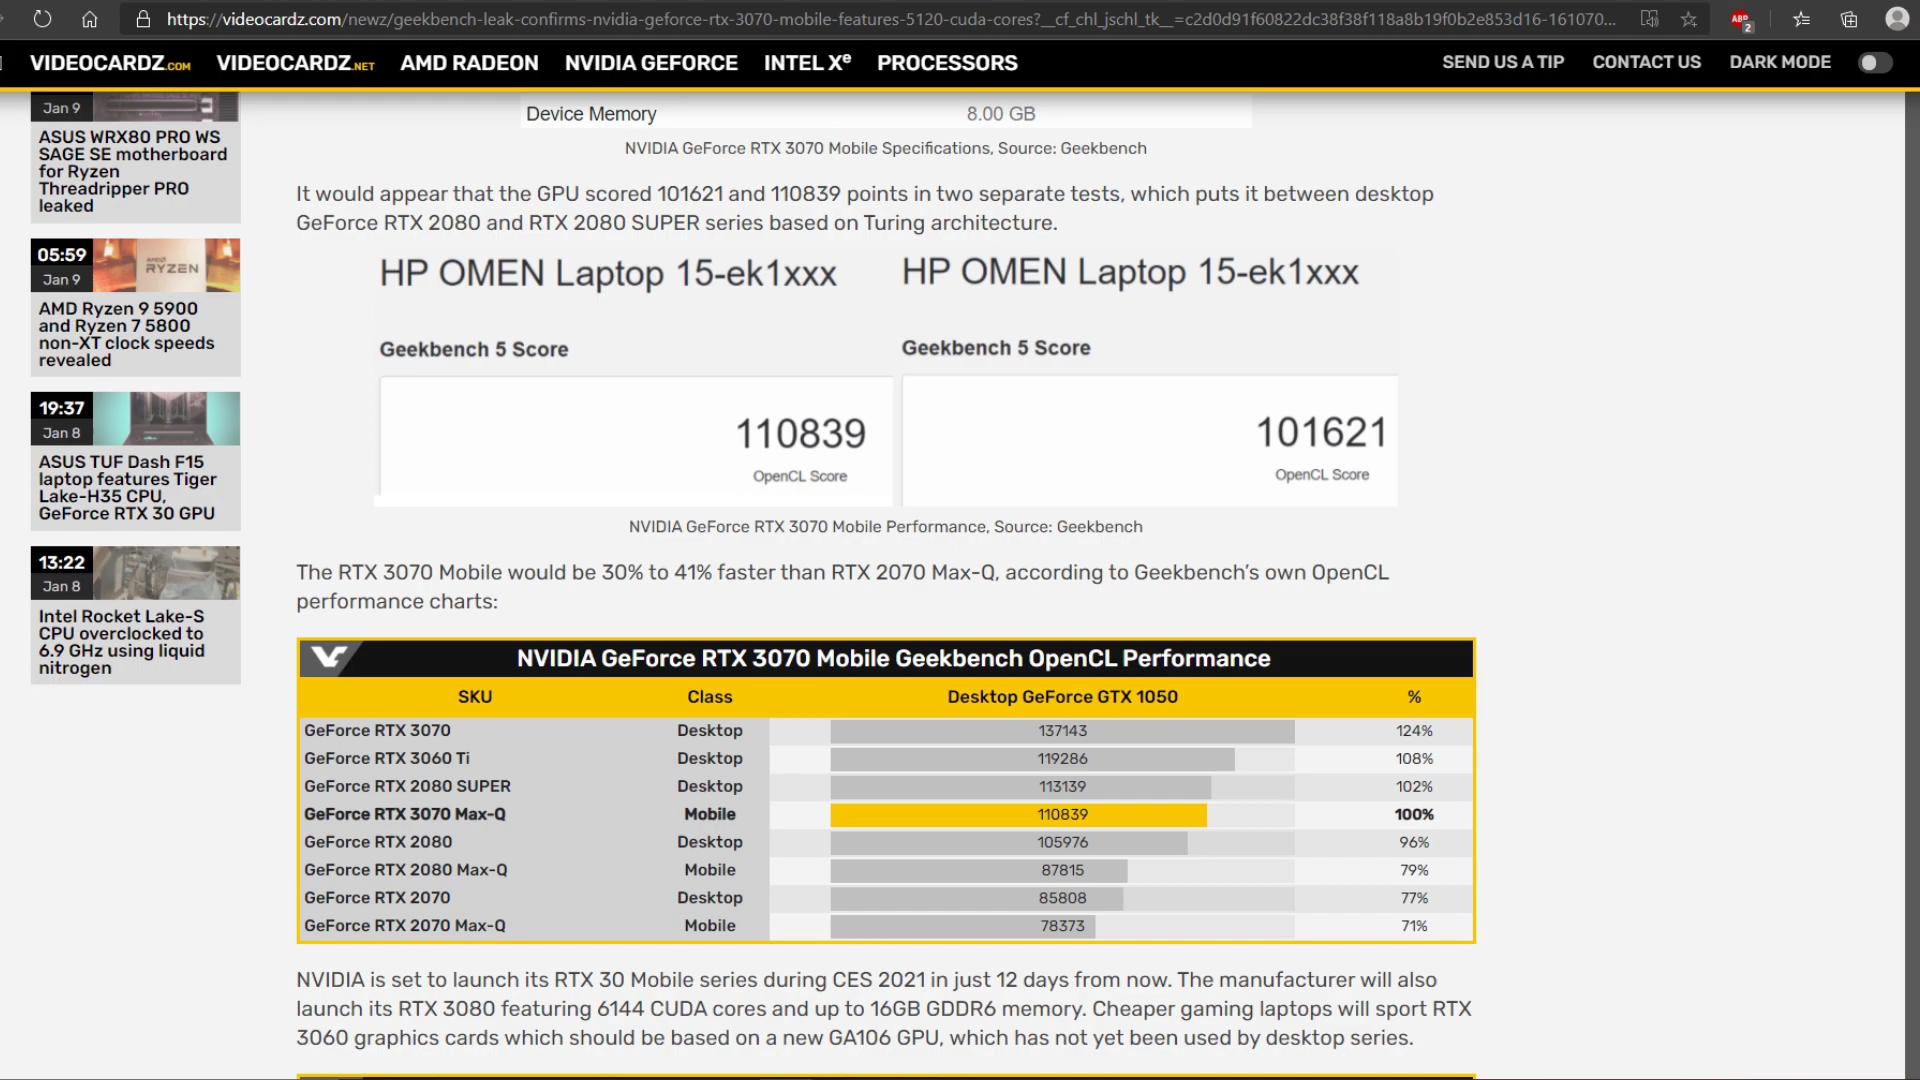 https://videocardz.com/newz/geekbench-leak-confirms-nvidia-geforce-rtx-3070-mobile-features-5120-cuda-cores?__cf_chl_jschl_tk__=c2d0d91f60822dc38f38f118a8b19f0b2e853d16-161070...
ABP
2
VIDEOCARDZ.COM VIDEOCARDZ.NET AMD RADEON NVIDIA GEFORCE INTEL Xe PROCESSORS SEND US A TIP CONTACT US DARK MODE
Jan 9
ASUS WRX80 PRO WS
SAGE SE motherboard
for Ryzen
Threadripper PRO
leaked
05:59
Jan 9
AMD
RYZEN
AMD Ryzen 9 5900
and Ryzen 7 5800
non-XT clock speeds
revealed
19:37
Jan 8
ASUS TUF Dash F15
laptop features Tiger
Lake-H35 CPU,
GeForce RTX 30 GPU
13:22
Jan 8
Intel Rocket Lake-S
CPU overclocked to
6.9 GHz using liquid
nitrogen
Device Memory 8.00 GB
NVIDIA GeForce RTX 3070 Mobile Specifications, Source: Geekbench
It would appear that the GPU scored 101621 and 110839 points in two separate tests, which puts it between desktop
GeForce RTX 2080 and RTX 2080 SUPER series based on Turing architecture.
HP OMEN Laptop 15-ek1xxx HP OMEN Laptop 15-ek1xxx
Geekbench 5 Score Geekbench 5 Score
110839 101621
OpenCL Score OpenCL Score
NVIDIA GeForce RTX 3070 Mobile Performance, Source: Geekbench
The RTX 3070 Mobile would be 30% to 41% faster than RTX 2070 Max-Q, according to Geekbench's own OpenCL
performance charts:
NVIDIA GeForce RTX 3070 Mobile Geekbench OpenCL Performance
SKU Class Desktop GeForce GTX 1050 %
GeForce RTX 3070 Desktop 137143 124%
GeForce RTX 3060 Ti Desktop 119286 108%
GeForce RTX 2080 SUPER Desktop 113139 102%
GeForce RTX 3070 Max-Q Mobile 110839 100%
GeForce RTX 2080 Desktop 105976 96%
GeForce RTX 2080 Max-Q Mobile 87815 79%
GeForce RTX 2070 Desktop 85808 77%
GeForce RTX 2070 Max-Q Mobile 78373 71%
NVIDIA is set to launch its RTX 30 Mobile series during CES 2021 in just 12 days from now. The manufacturer will also
launch its RTX 3080 featuring 6144 CUDA cores and up to 16GB GDDR6 memory. Cheaper gaming laptops will sport RTX
3060 graphics cards which should be based on a new GA106 GPU, which has not yet been used by desktop series.